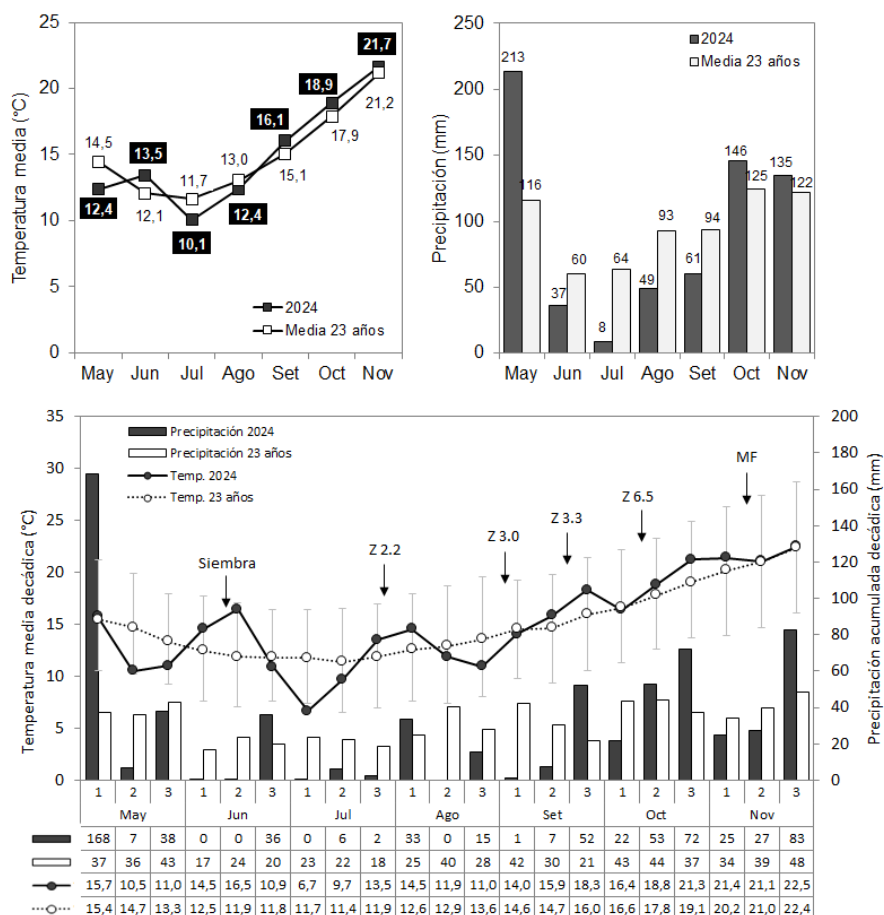 Temperatura media (°C)
25
20
15
10
5
0
14,5
12,4
13,5
12,1
11,7
10,1
13,0
12,4
16,1
15,1
18,9
17,9
21,7
21,2
2024
Media 23 años
May Jun Jul Ago Set Oct Nov
Precipitación (mm)
250
200
150
100
50
0
2024
Media 23 años
213
116
37
60
8
64
49
93
61
94
146
125
135
122
May Jun Jul Ago Set Oct Nov
Temperatura media decádica (°C)
35
30
25
20
15
10
5
0
Precipitación 2024
Precipitación 23 años
Temp. 2024
Temp. 23 años
Siembra
Z 2.2
Z 3.0
Z 3.3
Z 6.5
MF
Precipitación acumulada decádica (mm)
200
180
160
140
120
100
80
60
40
20
0
1 2 3 1 2 3 1 2 3 1 2 3 1 2 3 1 2 3 1 2 3
May Jun Jul Ago Set Oct Nov
168 7 38 0 0 36 0 6 2 33 0 15 1 7 52 22 53 72 25 27 83
37 36 43 17 24 20 23 22 18 25 40 28 42 30 21 43 44 37 34 39 48
15,7 10,5 11,0 14,5 16,5 10,9 6,7 9,7 13,5 14,5 11,9 11,0 14,0 15,9 18,3 16,4 18,8 21,3 21,4 21,1 22,5
15,4 14,7 13,3 12,5 11,9 11,8 11,7 11,4 11,9 12,6 12,9 13,6 14,6 14,7 16,0 16,6 17,8 19,1 20,2 21,0 22,4